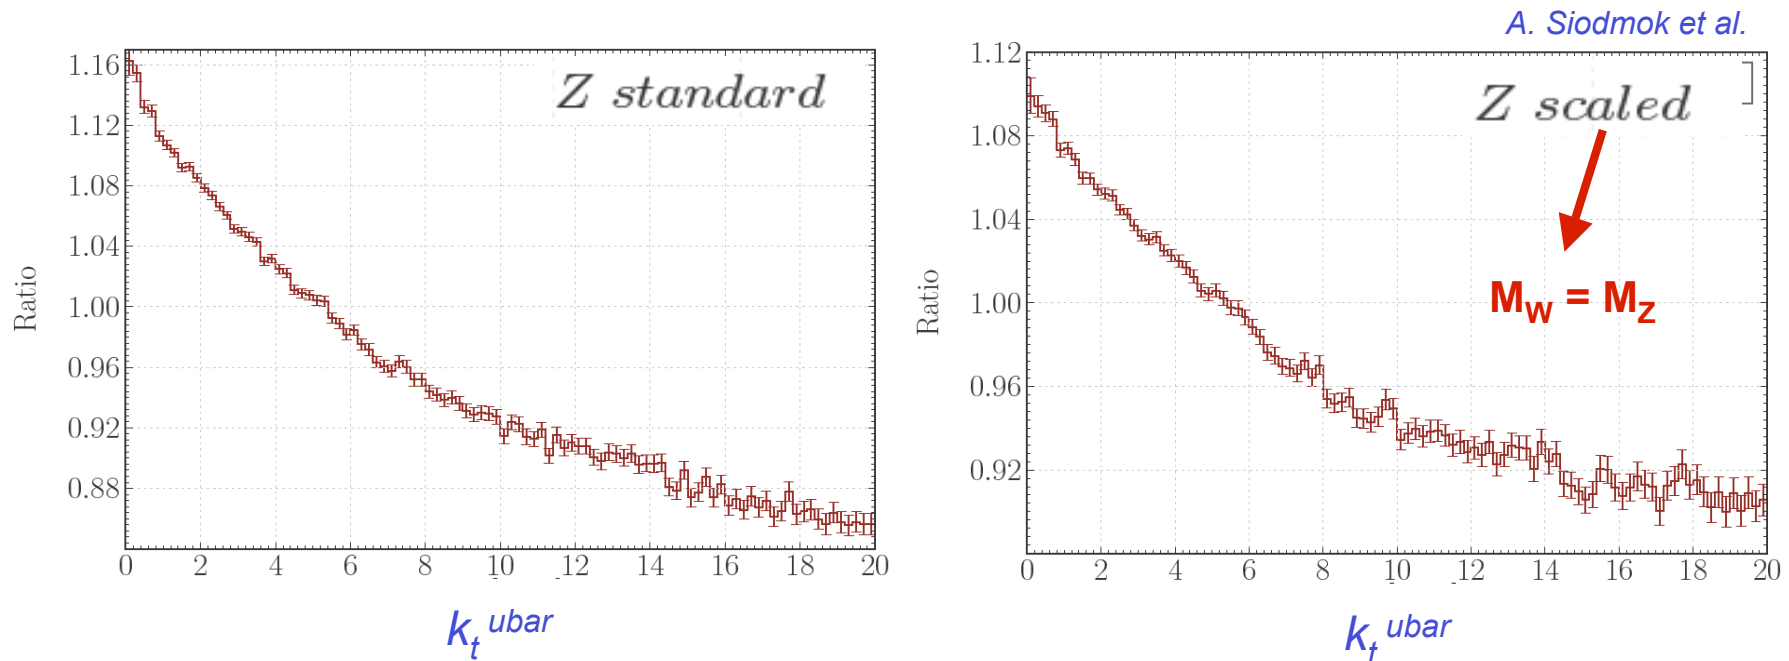 A. Siodmok et al.
Z standard
Ratio
1.16
1.12
1.08
1.04
1.00
0.96
0.92
0.88
0 2 4 6 8 10 12 14 16 18 20
k_t ubar
Z scaled
M_W = M_Z
Ratio
1.12
1.08
1.04
1.00
0.96
0.92
0 2 4 6 8 10 12 14 16 18 20
k_t ubar